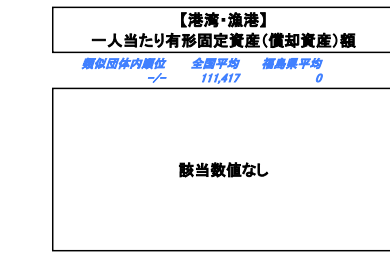 【港湾・漁港】
一人当たり有形固定資産(償却資産)額
類似団体内順位 全国平均 福島県平均
-/- 111,417 0
該当数値なし